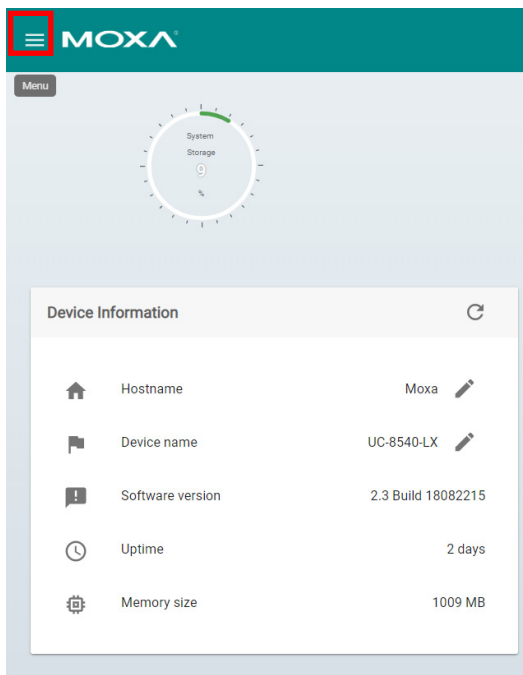 MOXA
Menu
System
Storage
9
%
Device Information
Hostname Moxa
Device name UC-8540-LX
Software version 2.3 Build 18082215
Uptime 2 days
Memory size 1009 MB